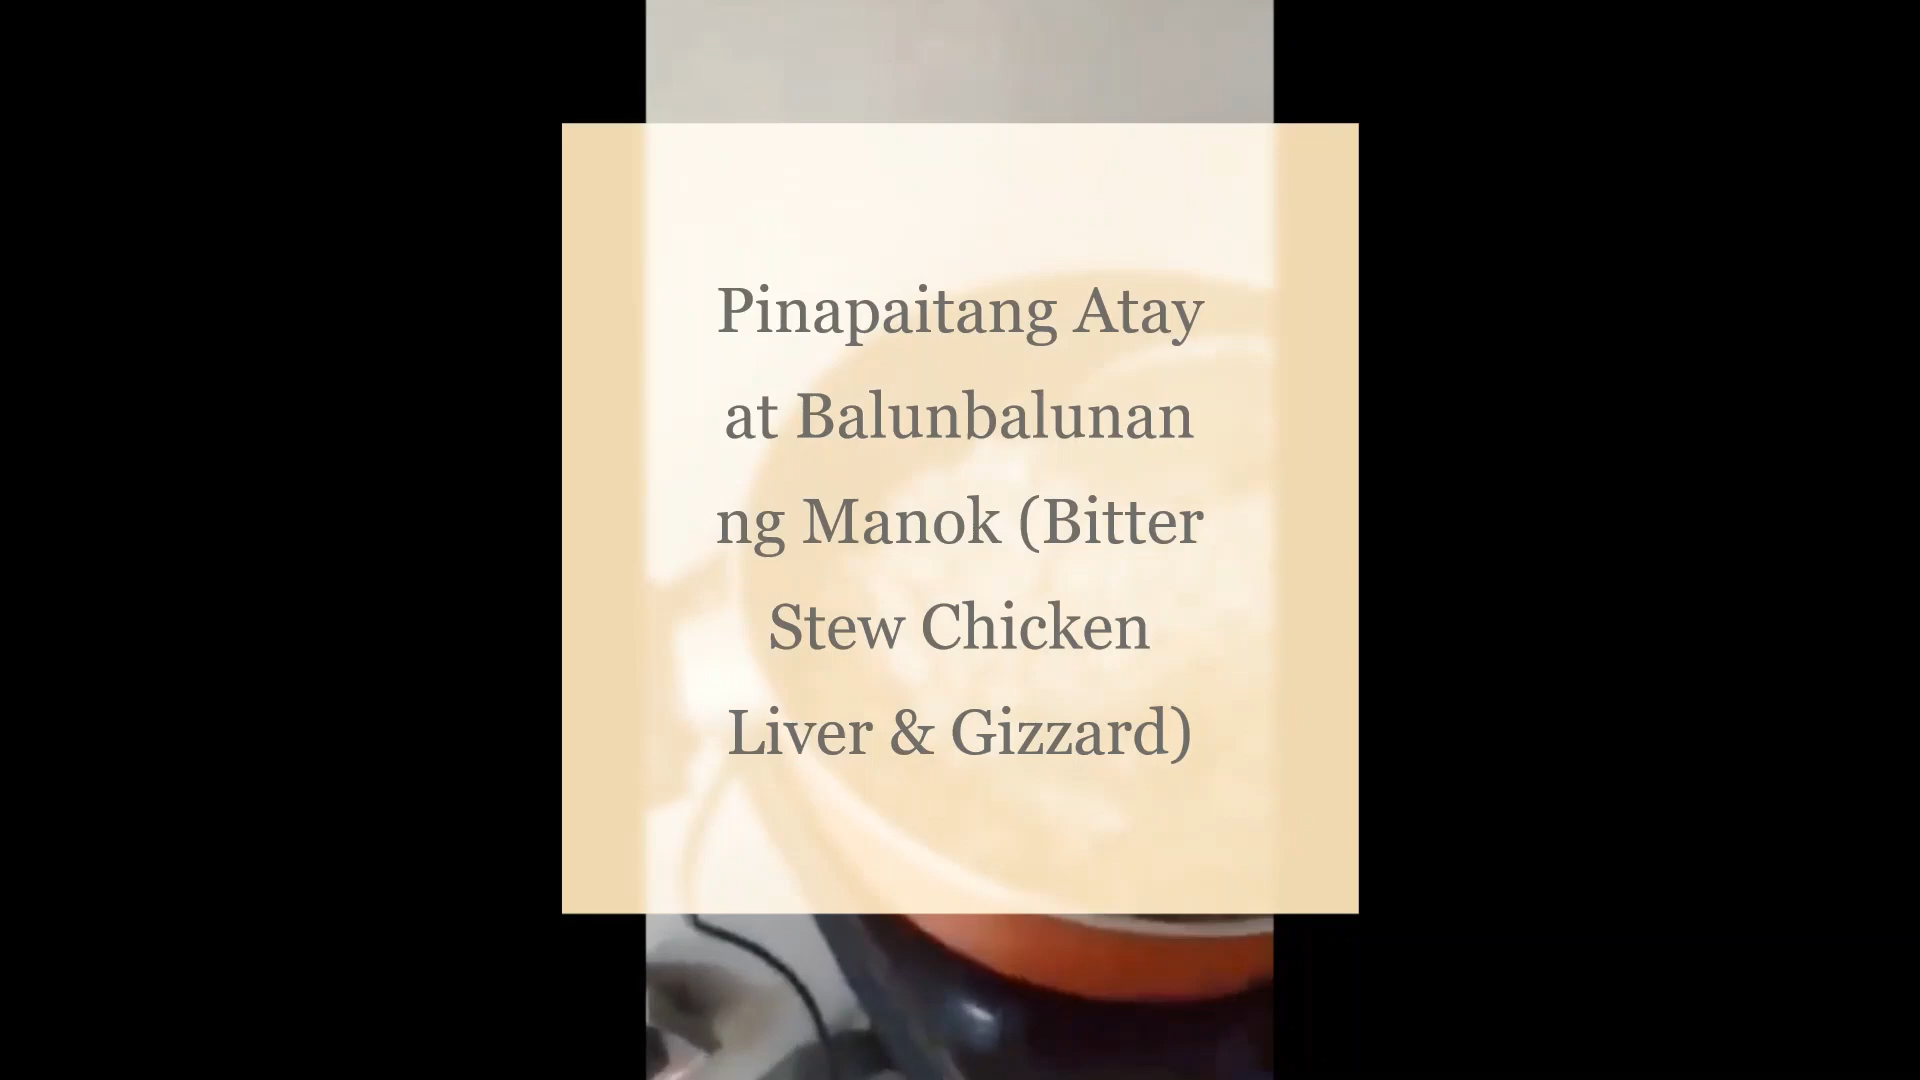 Pinapaitang Atay
at Balunbalunan
ng Manok (Bitter
Stew Chicken
Liver & Gizzard)